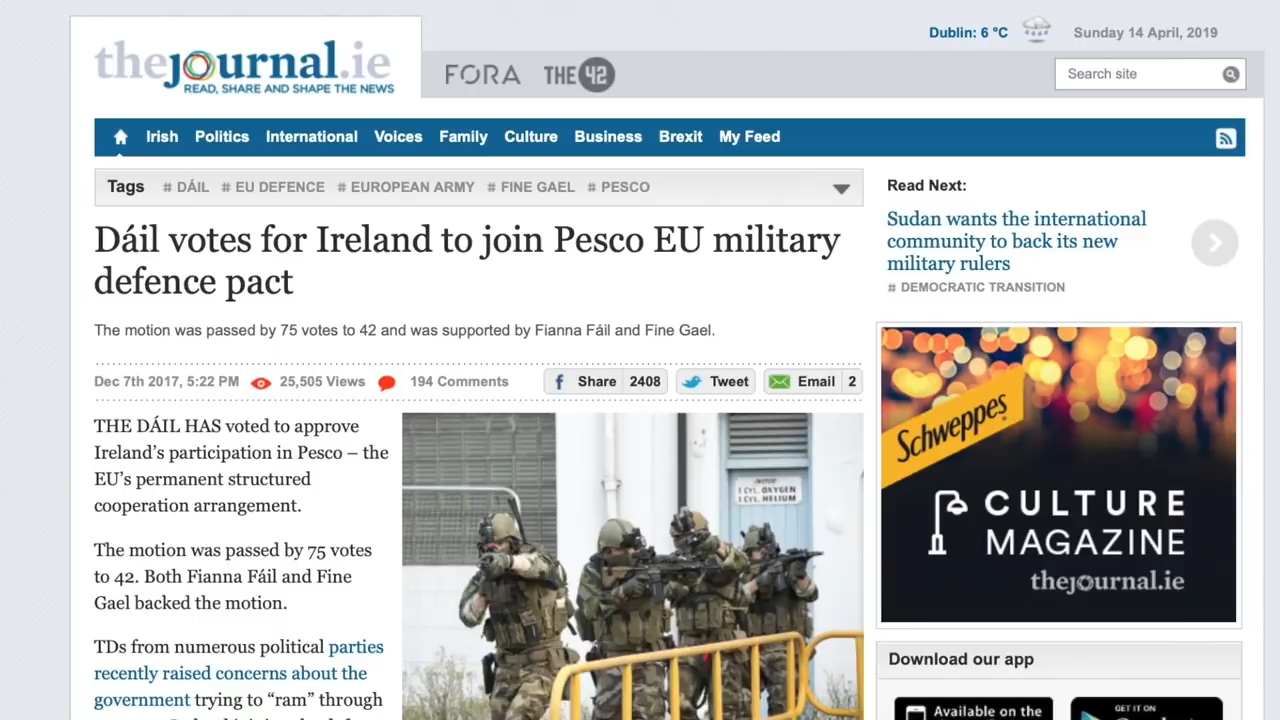 Dublin: 6 °C
Sunday 14 April, 2019
thejournal.ie
READ, SHARE AND SHAPE THE NEWS
FORA
THE 42
Search site
Irish
Politics
International
Voices
Family
Culture
Business
Brexit
My Feed
Tags
# DÁIL
# EU DEFENCE
# EUROPEAN ARMY
# FINE GAEL
# PESCO
Dáil votes for Ireland to join Pesco EU military
defence pact
The motion was passed by 75 votes to 42 and was supported by Fianna Fáil and Fine Gael.
Dec 7th 2017, 5:22 PM
25,505 Views
194 Comments
Share 2408
Tweet
Email 2
THE DÁIL HAS voted to approve
Ireland's participation in Pesco – the
EU's permanent structured
cooperation arrangement.
The motion was passed by 75 votes
to 42. Both Fianna Fáil and Fine
Gael backed the motion.
TDs from numerous political parties
recently raised concerns about the
government trying to “ram” through
1 CYL. OXYGEN
1 CYL. HELIUM
Read Next:
Sudan wants the international
community to back its new
military rulers
# DEMOCRATIC TRANSITION
Schweppes
CULTURE
MAGAZINE
thejournal.ie
Download our app
Available on the
GET IT ON